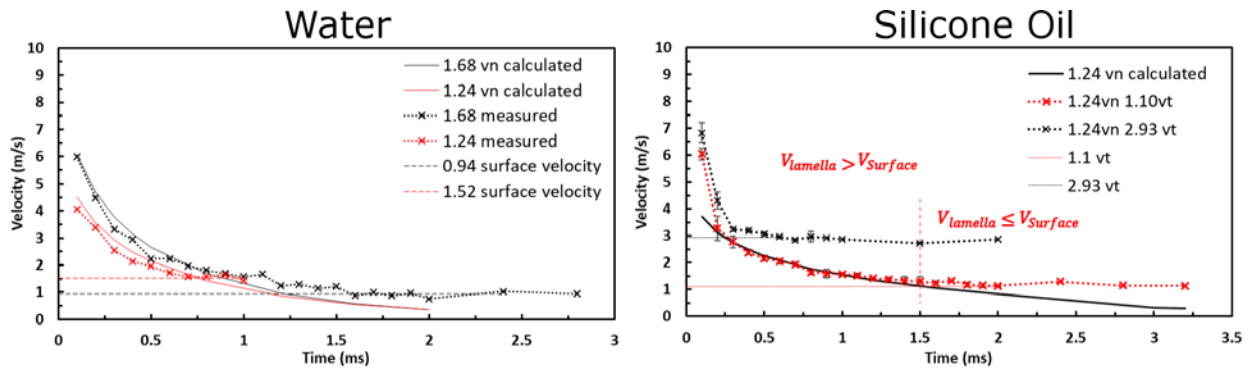 Water
10
9
8
7
6
5
4
3
2
1
0
Velocity (m/s)
1.68 vn calculated
1.24 vn calculated
1.68 measured
1.24 measured
0.94 surface velocity
1.52 surface velocity
0 0.5 1 1.5 2 2.5 3
Time (ms)
Silicone Oil
10
9
8
7
6
5
4
3
2
1
0
Velocity (m/s)
1.24 vn calculated
1.24vn 1.10vt
1.24vn 2.93 vt
1.1 vt
2.93 vt
V_lamella > V_Surface
V_lamella ≤ V_Surface
0 0.5 1 1.5 2 2.5 3 3.5
Time (ms)